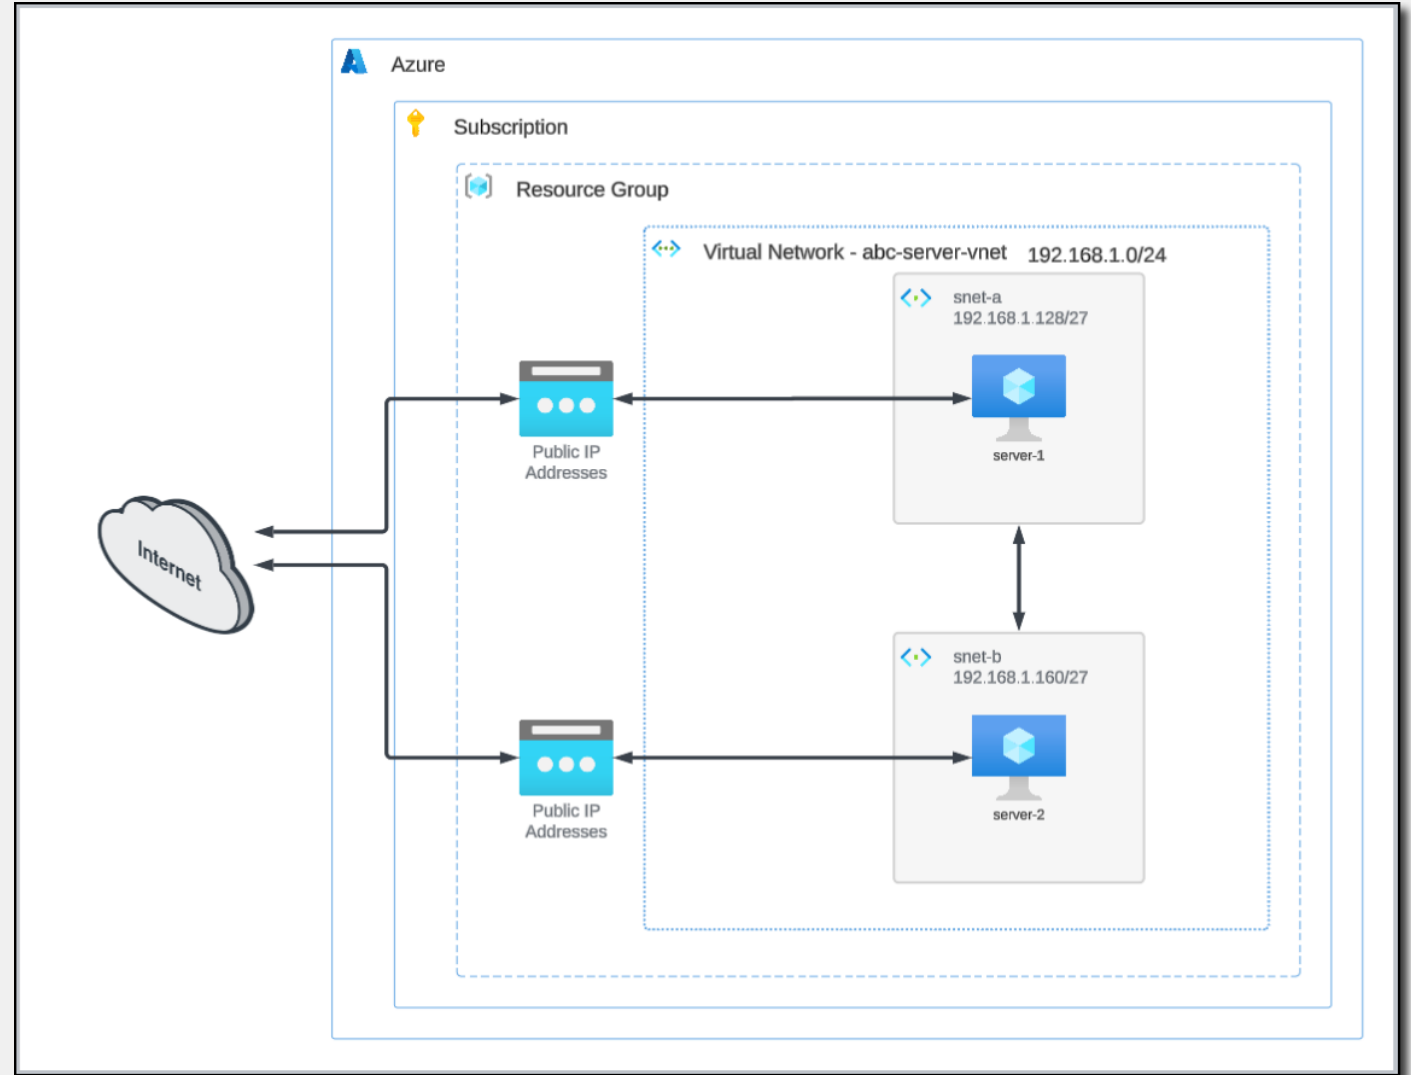 Azure
Subscription
Resource Group
Virtual Network - abc-server-vnet 192.168.1.0/24
snet-a
192.168.1.128/27
server-1
Public IP
Addresses
Internet
snet-b
192.168.1.160/27
server-2
Public IP
Addresses